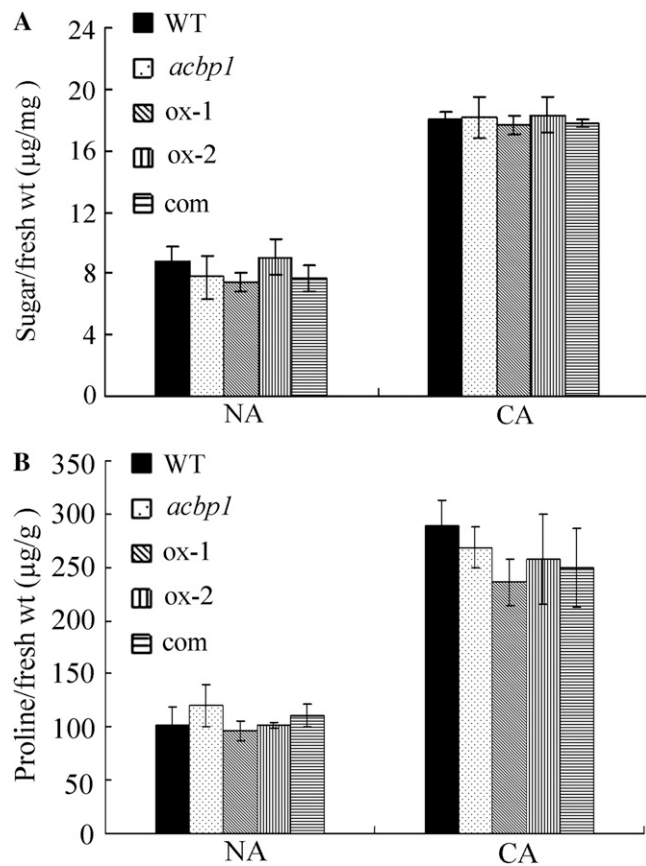 A
WT
acbp1
ox-1
ox-2
com
Sugar/fresh wt (µg/mg)
24
20
16
12
8
4
0
NA CA
B
WT
acbp1
ox-1
ox-2
com
Proline/fresh wt (µg/g)
350
300
250
200
150
100
50
0
NA CA